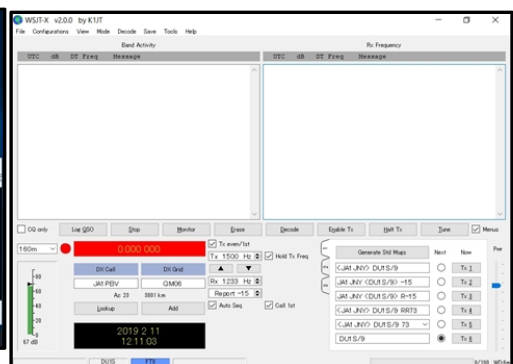 WSJT-X v2.0.0 by K1JT
File Configurations View Mode Decode Save Tools Help
Band Activity
Rx Frequency
UTC dB DT Freq Message
UTC dB DT Freq Message
CQ only Log QSO Stop Monitor Erase Decode Enable Tx Halt Tx Tune Menus
160m 0.000 000
Tx even/1st
Tx 1500 Hz Hold Tx Freq
Rx 1233 Hz
Report -15
Auto Seq Call 1st
DX Call DX Grid
JA1PBV QM06
Az: 23 3881 km
Lookup Add
2019 2 11
12:11:03
-80
-60
-40
-20
-0
67 dB
Generate Std Msgs Next Now Pwr
<JA1JNY> DU1S/9 Tx 1
JA1JNY <DU1S/9> -15 Tx 2
JA1JNY <DU1S/9> R-15 Tx 3
<JA1JNY> DU1S/9 RR73 Tx 4
<JA1JNY> DU1S/9 73 Tx 5
DU1S/9 Tx 6
DU1S FT8